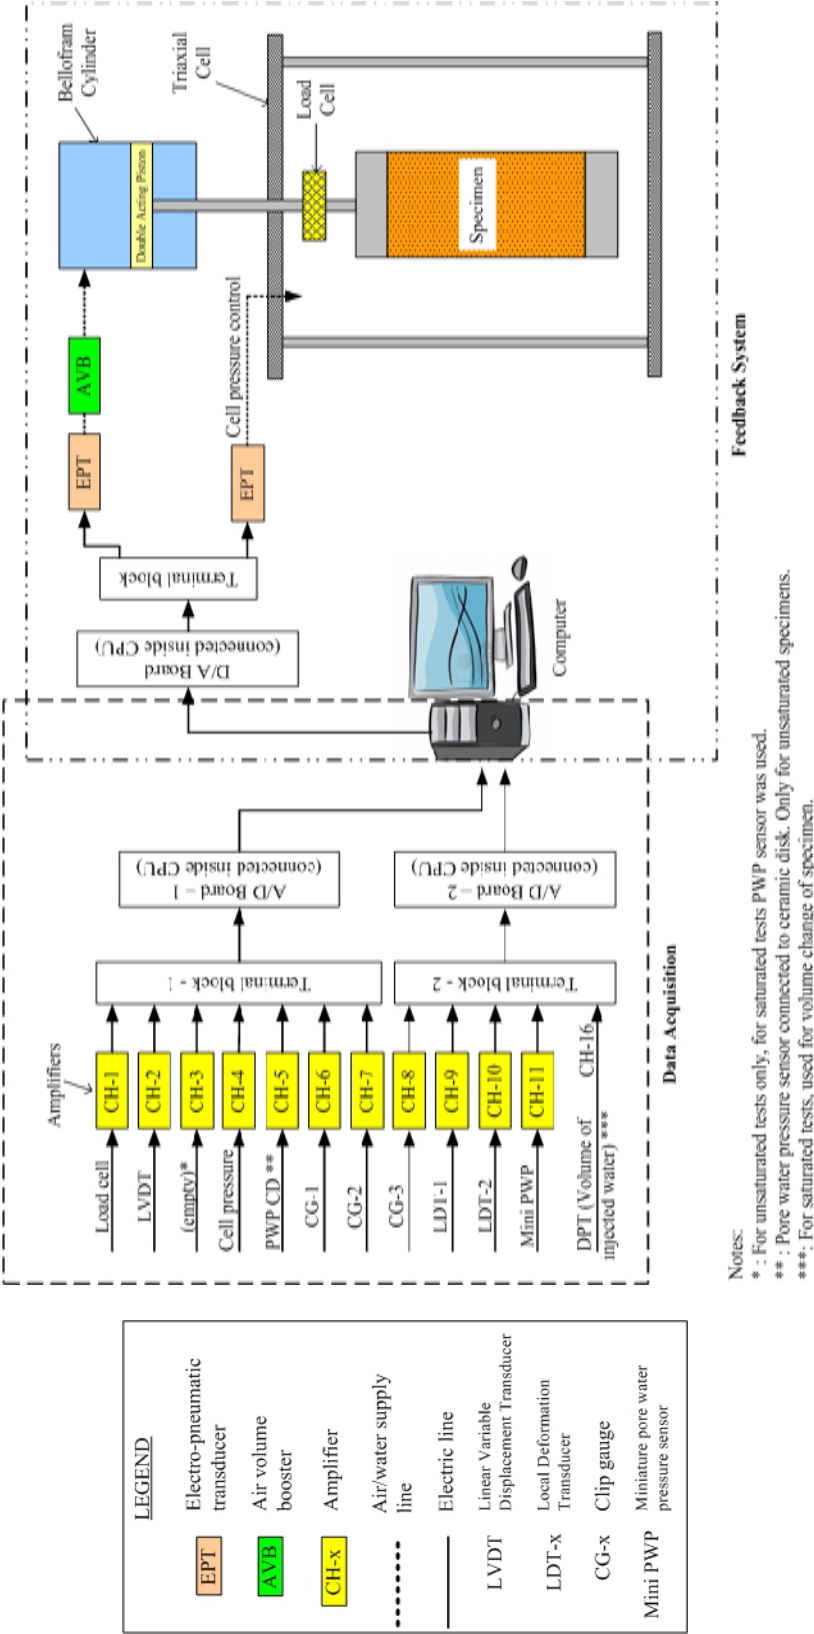 LEGEND
EPT
Electro-pneumatic
transducer
AVB
Air volume
booster
CH-x
Amplifier
Air/water supply
line
Electric line
LVDT
Linear Variable
Displacement Transducer
LDT-x
Local Deformation
Transducer
CG-x
Clip gauge
Mini PWP
Miniature pore water
pressure sensor
Amplifiers
Load cell
CH-1
LVDT
CH-2
(empty)*
CH-3
Cell pressure
CH-4
PWP CD **
CH-5
CG-1
CH-6
CG-2
CH-7
CG-3
CH-8
LDT-1
CH-9
LDT-2
CH-10
Mini PWP
CH-11
DPT (Volume of
injected water) ***
CH-16
Terminal block - 1
Terminal block - 2
A/D Board – 1
(connected inside CPU)
A/D Board – 2
(connected inside CPU)
Data Acquisition
Computer
D/A Board
(connected inside CPU)
Terminal block
EPT
AVB
EPT
Cell pressure control
Bellofram
Cylinder
Double Acting Piston
Triaxial
Cell
Load
Cell
Specimen
Feedback System
Notes:
* : For unsaturated tests only, for saturated tests PWP sensor was used.
** : Pore water pressure sensor connected to ceramic disk. Only for unsaturated specimens.
***: For saturated tests, used for volume change of specimen.